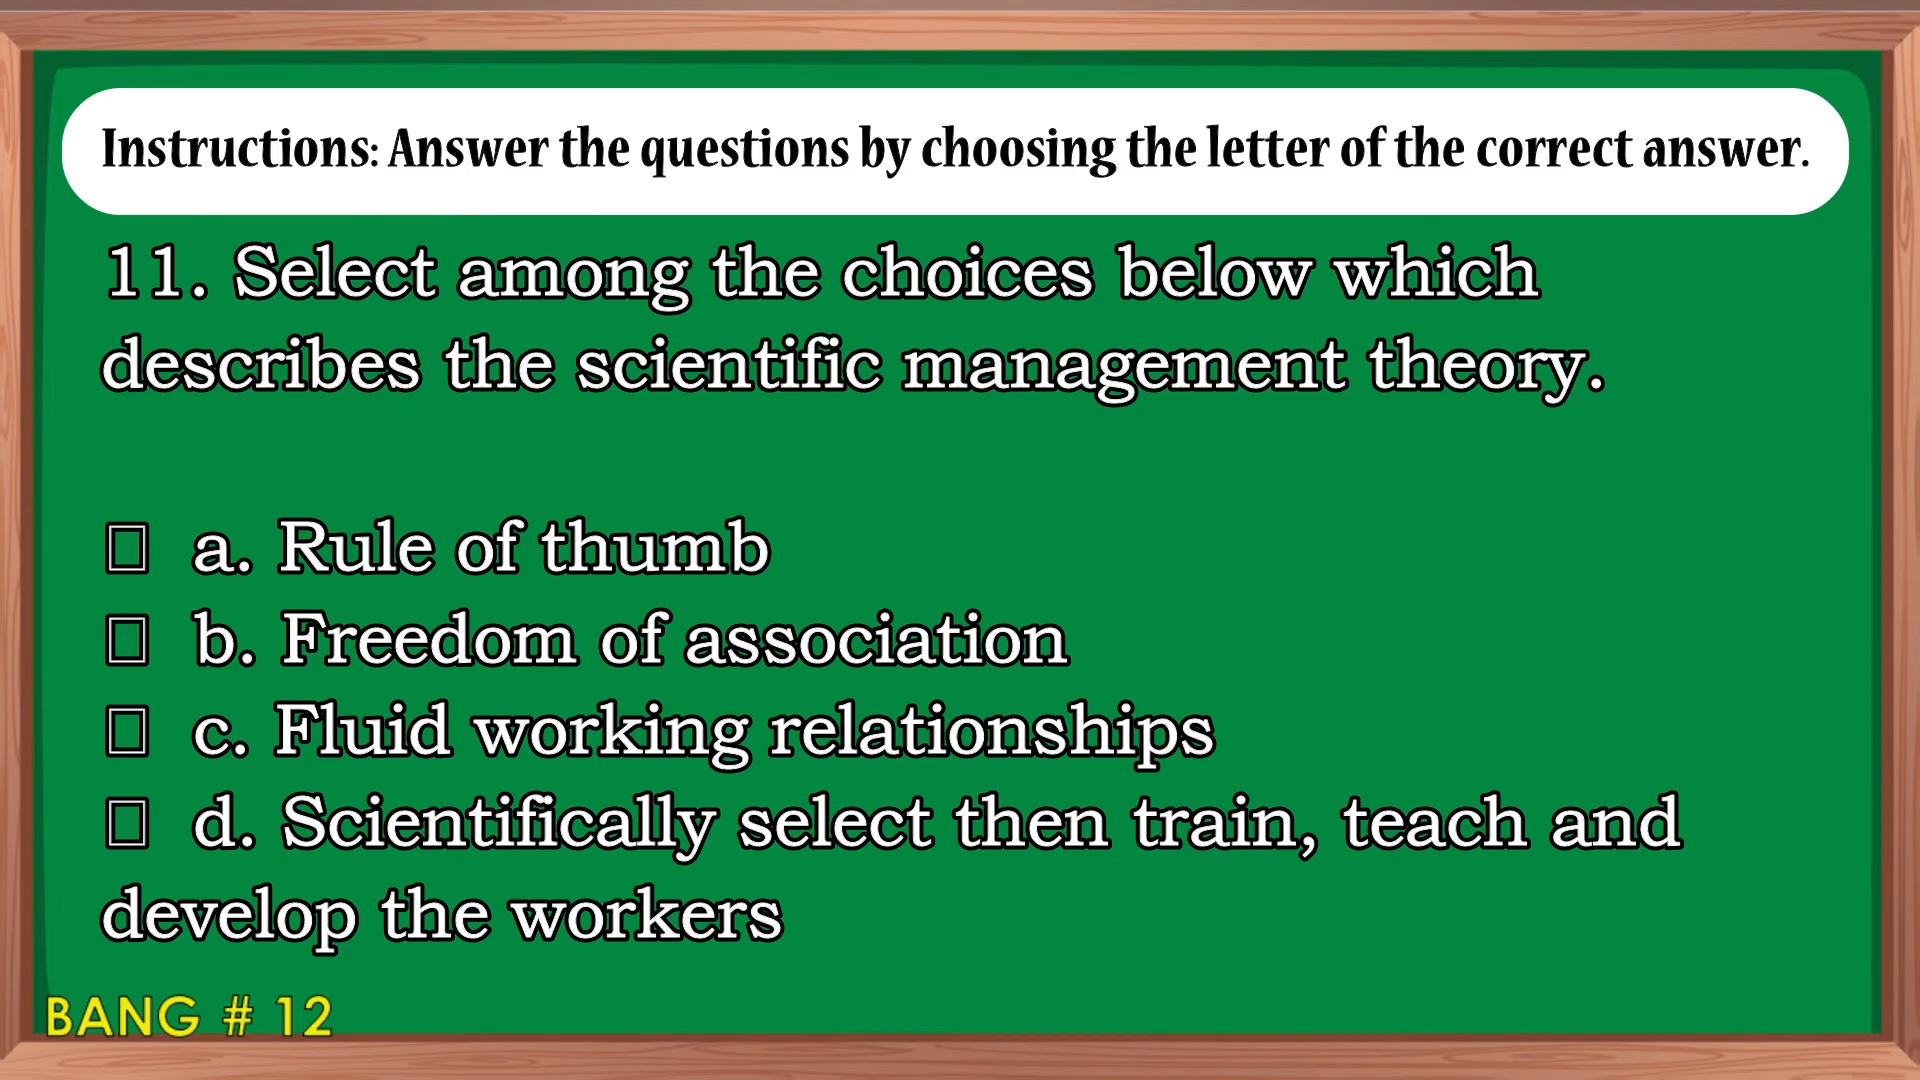 Instructions: Answer the questions by choosing the letter of the correct answer.
11. Select among the choices below which
describes the scientific management theory.
a. Rule of thumb
b. Freedom of association
c. Fluid working relationships
d. Scientifically select then train, teach and
develop the workers
BANG # 12